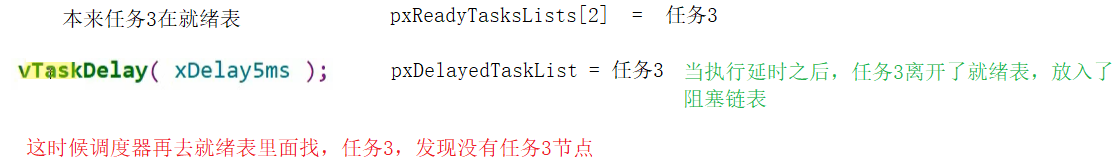 本来任务3在就绪表 pxReadyTasksLists[2] = 任务3
vTaskDelay( xDelay5ms ); pxDelayedTaskList = 任务3 当执行延时之后，任务3离开了就绪表，放入了
阻塞链表
这时候调度器再去就绪表里面找，任务3，发现没有任务3节点